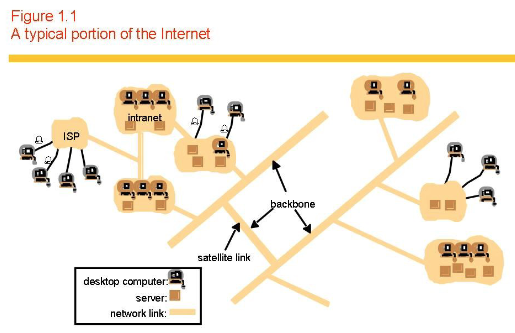 Figure 1.1
A typical portion of the Internet
intranet
ISP
backbone
satellite link
desktop computer:
server:
network link: